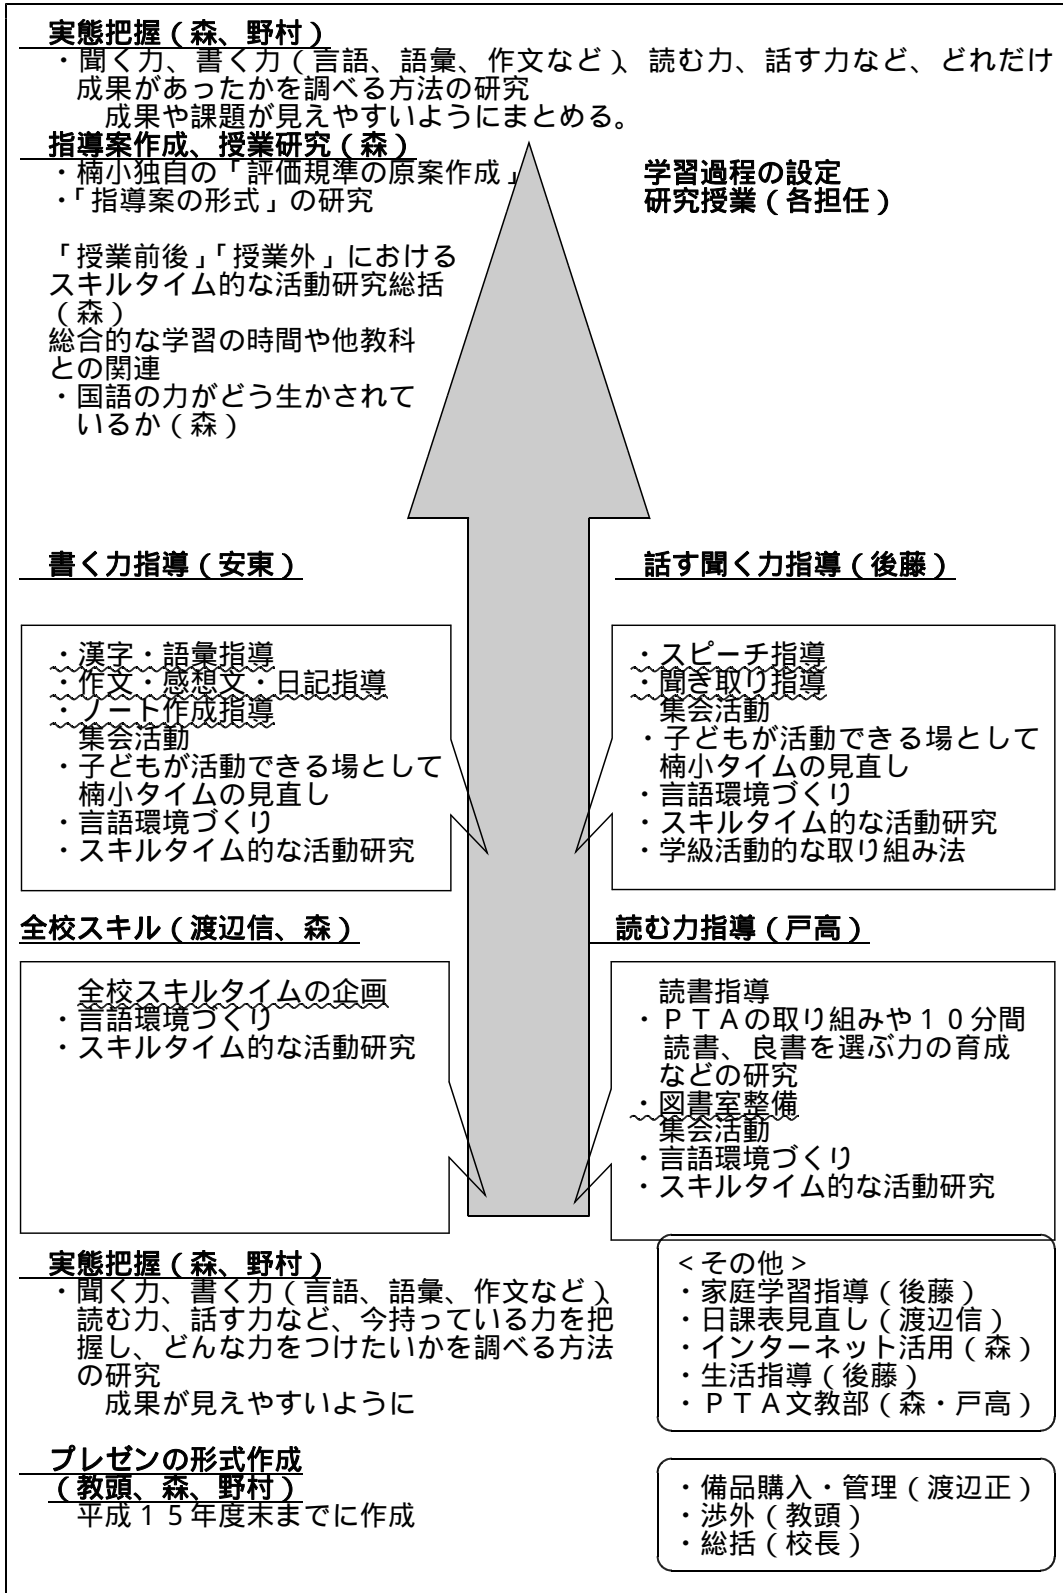 実態把握（森、野村）
・聞く力、書く力（言語、語彙、作文など）、読む力、話す力など、どれだけ
成果があったかを調べる方法の研究
成果や課題が見えやすいようにまとめる。
指導案作成、授業研究（森）
・楠小独自の「評価規準の原案作成」
・「指導案の形式」の研究
学習過程の設定
研究授業（各担任）
「授業前後」「授業外」における
スキルタイム的な活動研究総括
（森）
総合的な学習の時間や他教科
との関連
・国語の力がどう生かされて
いるか（森）
書く力指導（安東）
・漢字・語彙指導
・作文・感想文・日記指導
・ノート作成指導
集会活動
・子どもが活動できる場として
楠小タイムの見直し
・言語環境づくり
・スキルタイム的な活動研究
話す聞く力指導（後藤）
・スピーチ指導
・聞き取り指導
集会活動
・子どもが活動できる場として
楠小タイムの見直し
・言語環境づくり
・スキルタイム的な活動研究
・学級活動的な取り組み法
全校スキル（渡辺信、森）
全校スキルタイムの企画
・言語環境づくり
・スキルタイム的な活動研究
読む力指導（戸高）
読書指導
・ＰＴＡの取り組みや１０分間
読書、良書を選ぶ力の育成
などの研究
・図書室整備
集会活動
・言語環境づくり
・スキルタイム的な活動研究
実態把握（森、野村）
・聞く力、書く力（言語、語彙、作文など）、
読む力、話す力など、今持っている力を把
握し、どんな力をつけたいかを調べる方法
の研究
成果が見えやすいように
プレゼンの形式作成
（教頭、森、野村）
平成１５年度末までに作成
＜その他＞
・家庭学習指導（後藤）
・日課表見直し（渡辺信）
・インターネット活用（森）
・生活指導（後藤）
・ＰＴＡ文教部（森・戸高）
・備品購入・管理（渡辺正）
・渉外（教頭）
・総括（校長）